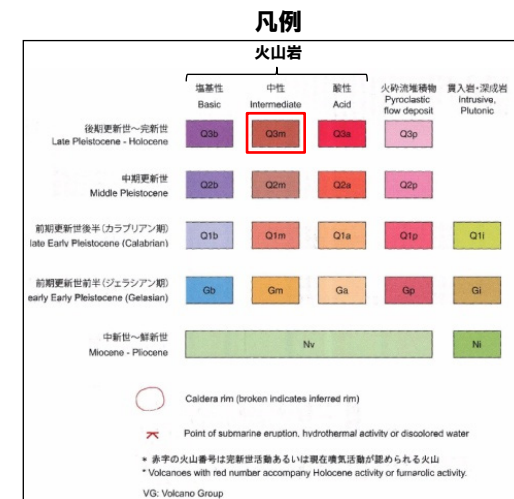 凡例
火山岩
塩基性 中性 酸性 火砕流堆積物 貫入岩・深成岩
Basic Intermediate Acid Pyroclastic flow deposit Intrusive, Plutonic
後期更新世～完新世
Late Pleistocene - Holocene
Q3b Q3m Q3a Q3p
中期更新世
Middle Pleistocene
Q2b Q2m Q2a Q2p
前期更新世後半（カラブリアン期）
late Early Pleistocene (Calabrian)
Q1b Q1m Q1a Q1p Q1i
前期更新世前半（ジェラシアン期）
early Early Pleistocene (Gelasian)
Gb Gm Ga Gp Gi
中新世～鮮新世
Miocene - Pliocene
Nv Ni
Caldera rim (broken indicates inferred rim)
Point of submarine eruption, hydrothermal activity or discolored water
* 赤字の火山番号は完新世活動あるいは現在噴気活動が認められる火山
* Volcanoes with red number accompany Holocene activity or fumarolic activity.
VG: Volcano Group